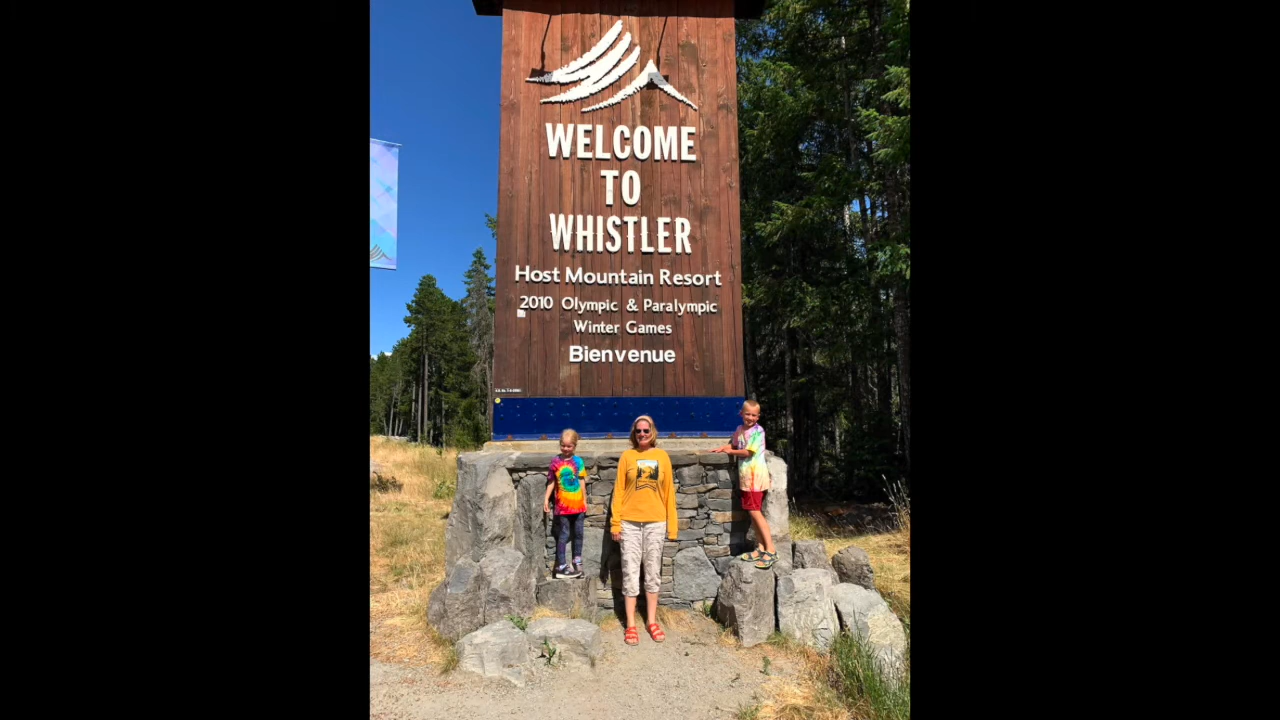 WELCOME
TO
WHISTLER
Host Mountain Resort
2010 Olympic & Paralympic
Winter Games
Bienvenue